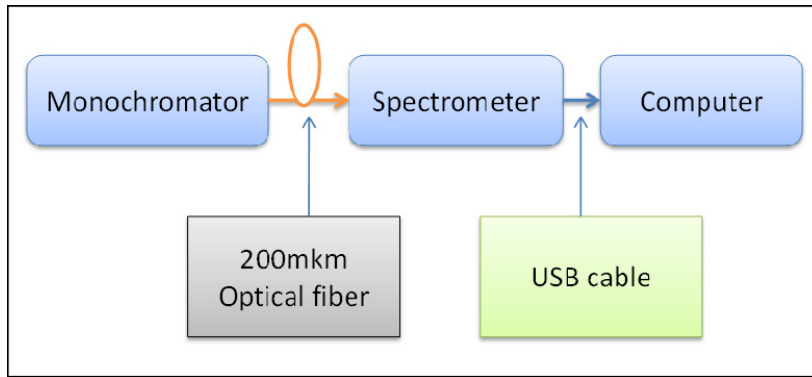 Monochromator
Spectrometer
Computer
200mkm
Optical fiber
USB cable